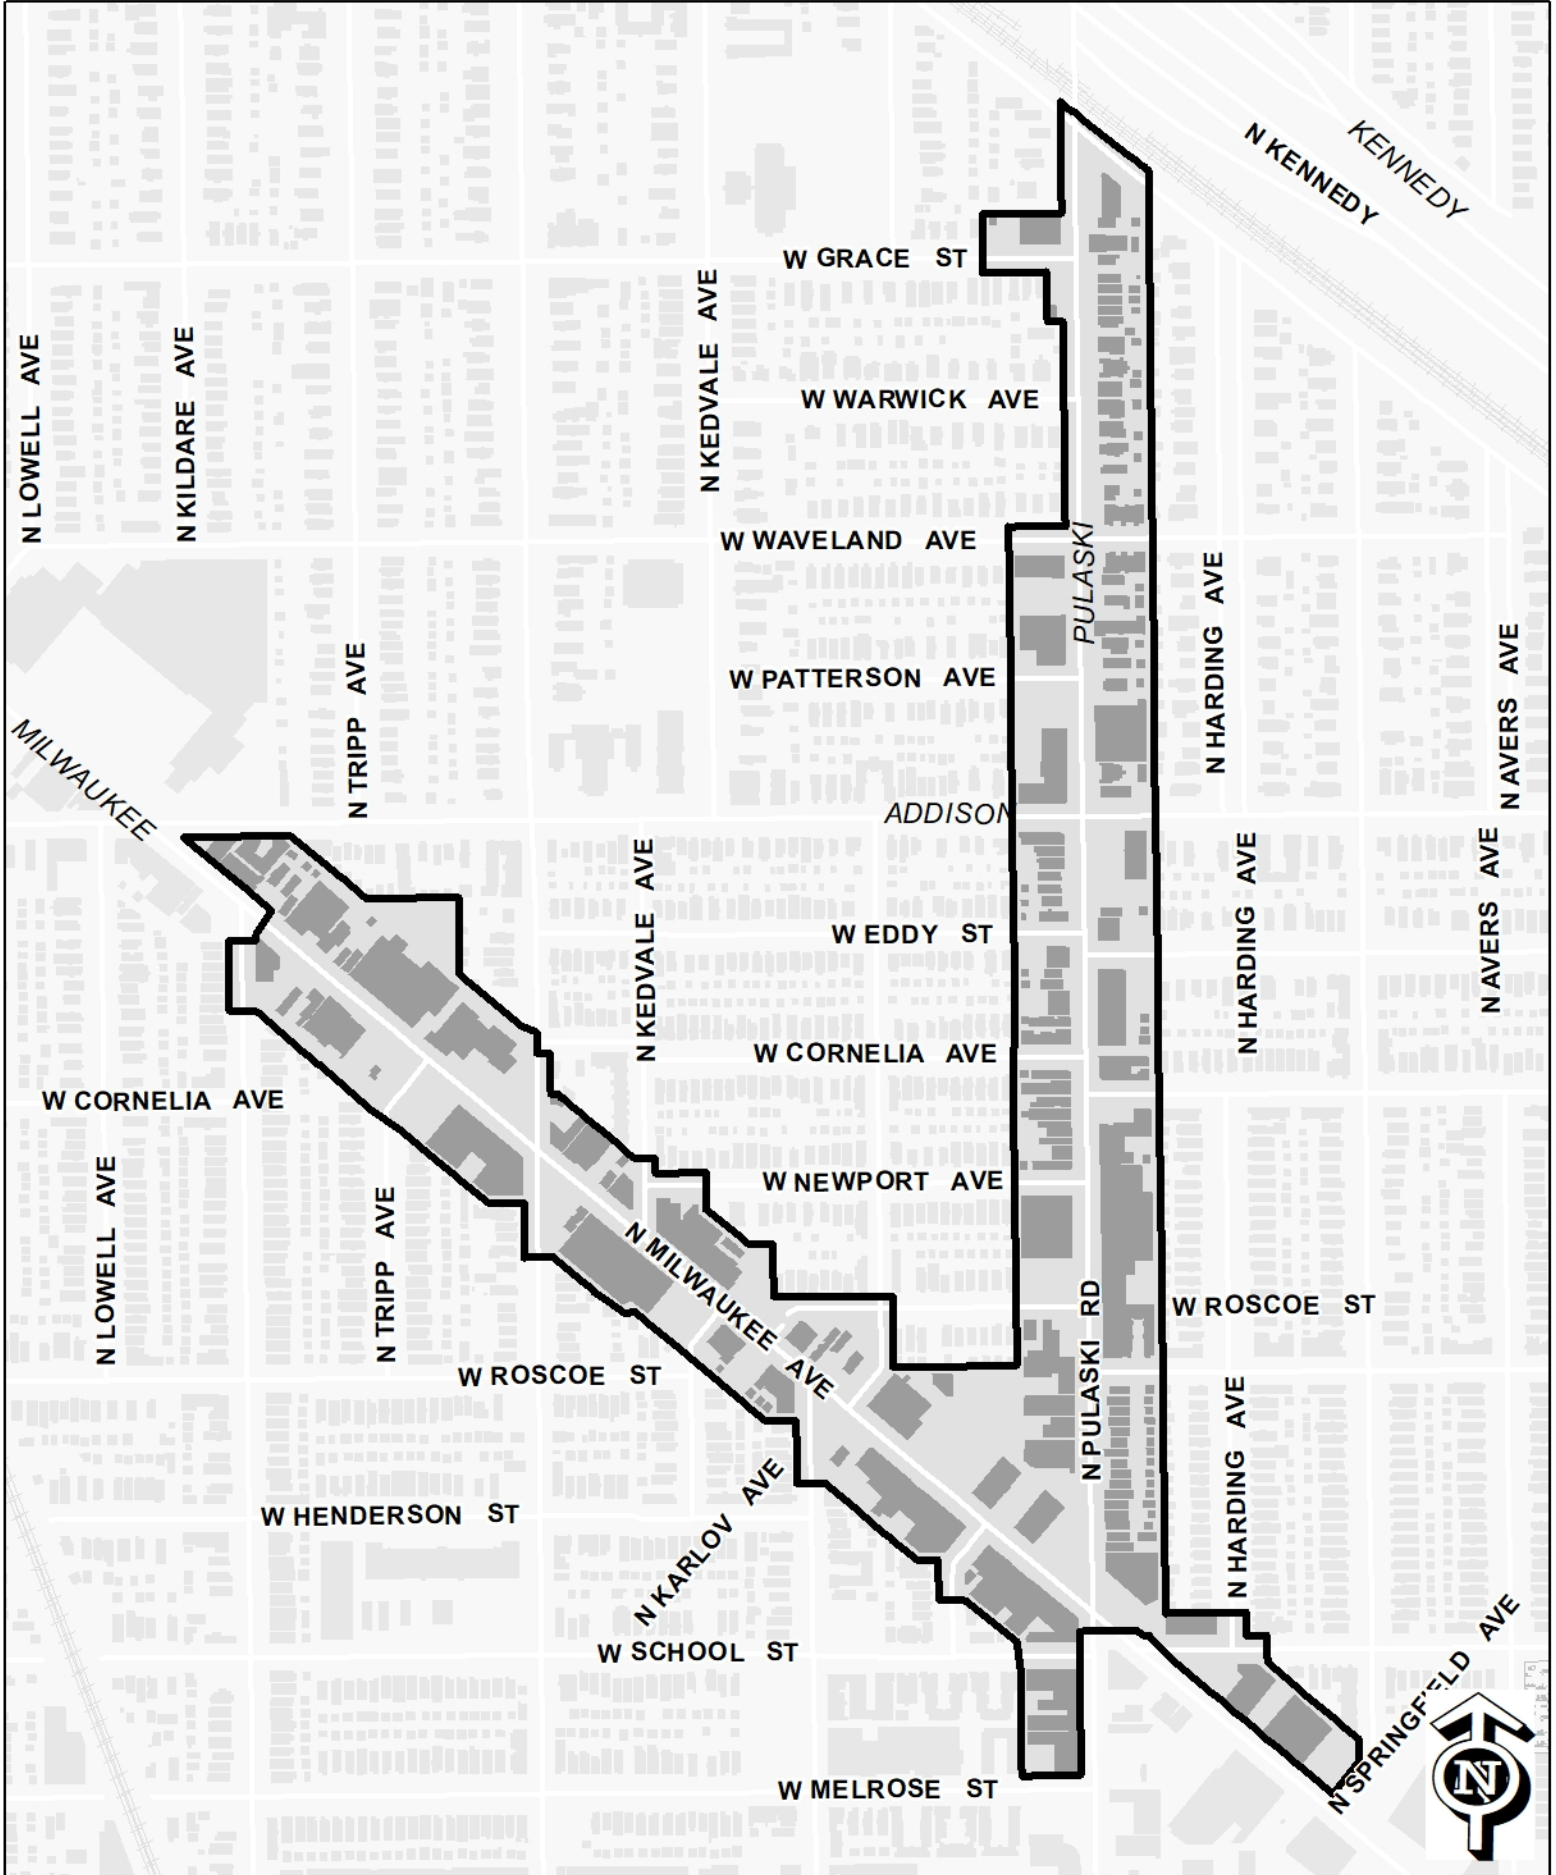 KENNEDY
N KENNEDY
W GRACE ST
N KEDVALE AVE
N LOWELL AVE
N KILDARE AVE
W WARWICK AVE
W WAVELAND AVE
PULASKI
N HARDING AVE
W PATTERSON AVE
N AVERS AVE
N TRIPP AVE
MILWAUKEE
ADDISON
N KEDVALE AVE
N HARDING AVE
N AVERS AVE
W EDDY ST
W CORNELIA AVE
W CORNELIA AVE
N LOWELL AVE
N TRIPP AVE
W NEWPORT AVE
N MILWAUKEE AVE
N PULASKI RD
W ROSCOE ST
W ROSCOE ST
N HARDING AVE
N KARLOV AVE
W HENDERSON ST
W SCHOOL ST
N SPRINGFIELD AVE
W MELROSE ST
N